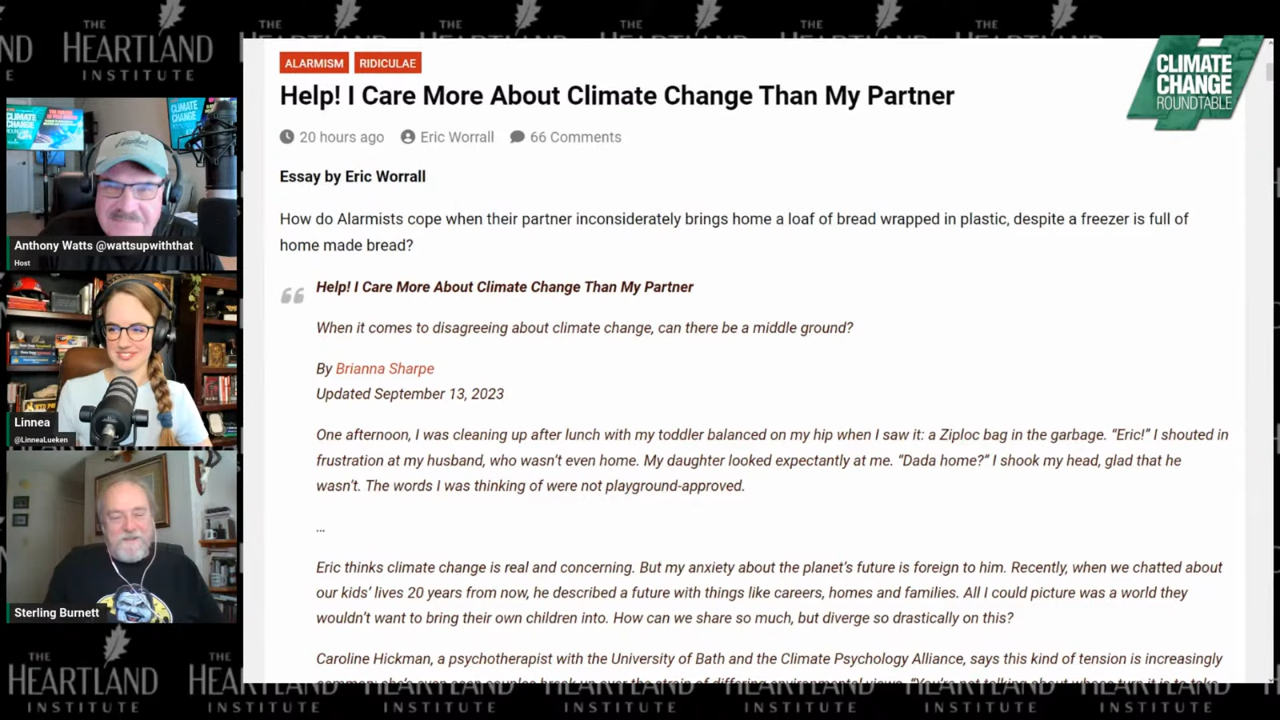 THE
HEARTLAND
INSTITUTE
ALARMISM
RIDICULAE
CLIMATE
CHANGE
ROUNDTABLE
Help! I Care More About Climate Change Than My Partner
20 hours ago
Eric Worrall
66 Comments
Essay by Eric Worrall
How do Alarmists cope when their partner inconsiderately brings home a loaf of bread wrapped in plastic, despite a freezer is full of
home made bread?
Help! I Care More About Climate Change Than My Partner
When it comes to disagreeing about climate change, can there be a middle ground?
By Brianna Sharpe
Updated September 13, 2023
One afternoon, I was cleaning up after lunch with my toddler balanced on my hip when I saw it: a Ziploc bag in the garbage. “Eric!” I shouted in
frustration at my husband, who wasn’t even home. My daughter looked expectantly at me. “Dada home?” I shook my head, glad that he
wasn’t. The words I was thinking of were not playground-approved.
…
Eric thinks climate change is real and concerning. But my anxiety about the planet’s future is foreign to him. Recently, when we chatted about
our kids’ lives 20 years from now, he described a future with things like careers, homes and families. All I could picture was a world they
wouldn’t want to bring their own children into. How can we share so much, but diverge so drastically on this?
Caroline Hickman, a psychotherapist with the University of Bath and the Climate Psychology Alliance, says this kind of tension is increasingly
Anthony Watts @wattsupwiththat
Host
Linnea
@LinneaLueken
Sterling Burnett
THE
HEARTLAND
INSTITUTE